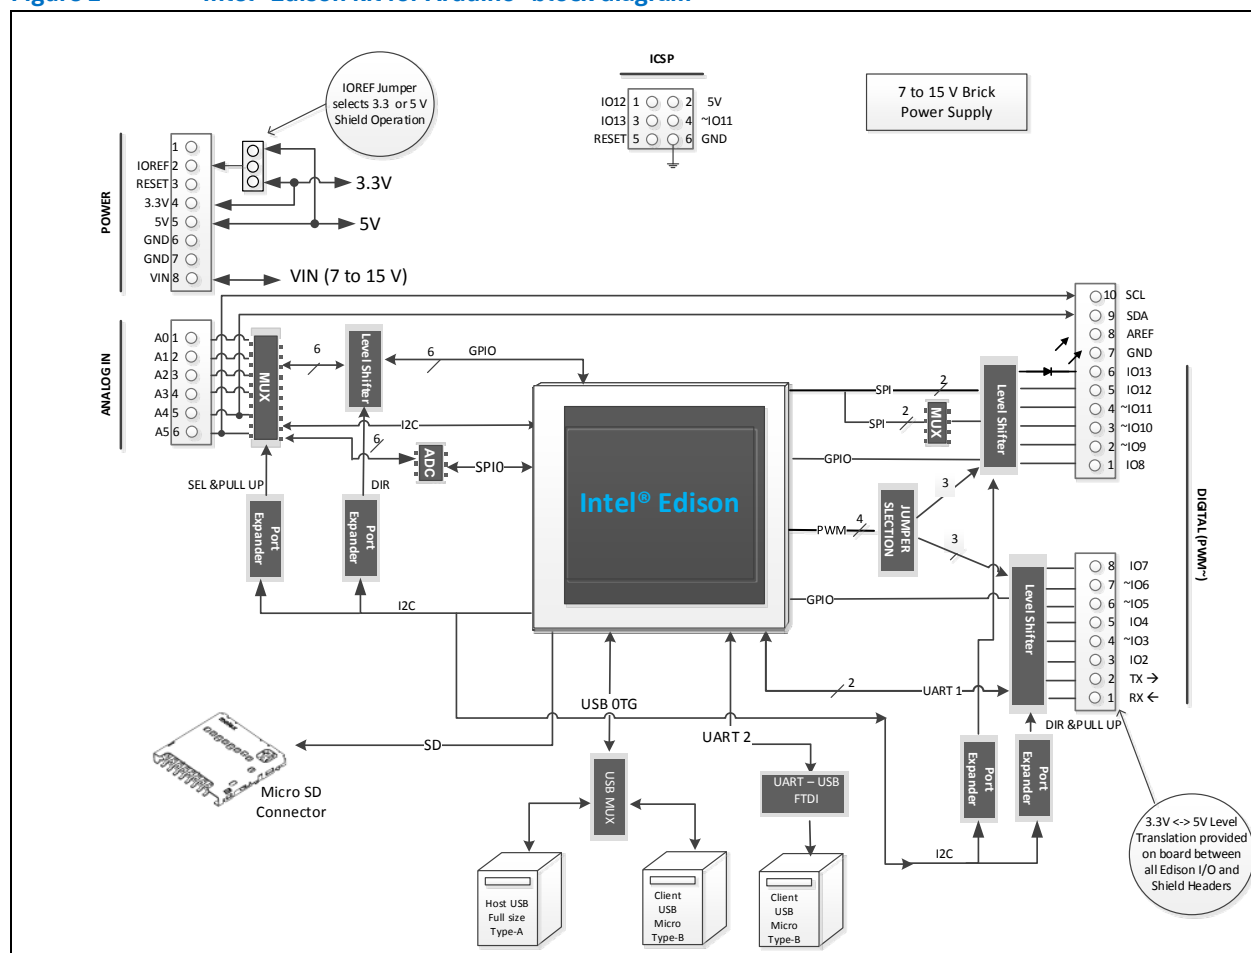 Figure 2 Intel® Edison kit for Arduino* block diagram
IOREF Jumper
selects 3.3 or 5 V
Shield Operation
ICSP
IO12 1 2 5V
IO13 3 4 ~IO11
RESET 5 6 GND
7 to 15 V Brick
Power Supply
POWER
1
IOREF 2
RESET 3
3.3V 4
5V 5
GND 6
GND 7
VIN 8
3.3V
5V
VIN (7 to 15 V)
ANALOG IN
A0 1
A1 2
A2 3
A3 4
A4 5
A5 6
MUX
6
Level Shifter
6
GPIO
I2C
6
ADC
SPI0
SEL &PULL UP
DIR
Port
Expander
Port
Expander
I2C
Intel® Edison
SPI
2
SPI
2
MUX
Level Shifter
GPIO
PWM
4
JUMPER
SLECTION
3
3
GPIO
Level Shifter
2
UART 1
10 SCL
9 SDA
8 AREF
7 GND
6 IO13
5 IO12
4 ~IO11
3 ~IO10
2 ~IO9
1 IO8
DIGITAL (PWM~)
8 IO7
7 ~IO6
6 ~IO5
5 IO4
4 ~IO3
3 IO2
2 TX →
1 RX ←
DIR &PULL UP
Port
Expander
Port
Expander
I2C
3.3V <-> 5V Level
Translation provided
on board between
all Edison I/O and
Shield Headers
SD
Micro SD
Connector
USB OTG
USB MUX
UART 2
UART – USB
FTDI
Host USB
Full size
Type-A
Client
USB
Micro
Type-B
Client
USB
Micro
Type-B